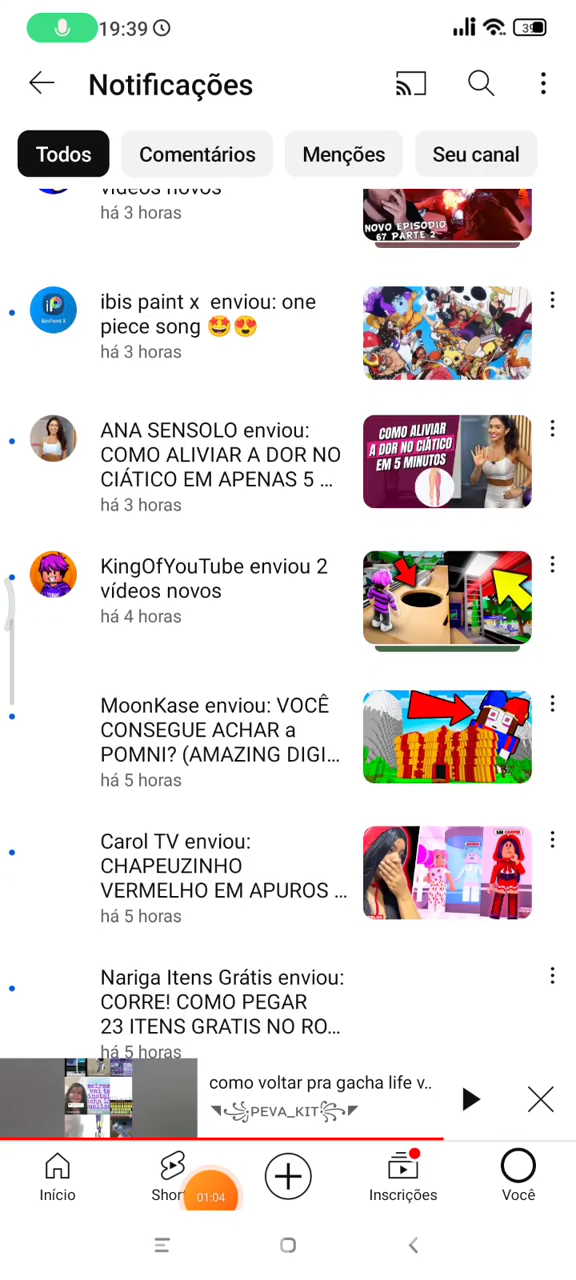 19:39
39
Notificações
Todos
Comentários
Menções
Seu canal
vídeos novos
há 3 horas
NOVO EPISODIO
67 PARTE 2
ibis paint x enviou: one
piece song 🤩😍
há 3 horas
ANA SENSOLO enviou:
COMO ALIVIAR A DOR NO
CIÁTICO EM APENAS 5 ...
há 3 horas
COMO ALIVIAR
A DOR NO CIÁTICO
EM 5 MINUTOS
KingOfYouTube enviou 2
vídeos novos
há 4 horas
MoonKase enviou: VOCÊ
CONSEGUE ACHAR a
POMNI? (AMAZING DIGI...
há 5 horas
Carol TV enviou:
CHAPEUZINHO
VERMELHO EM APUROS ...
há 5 horas
Nariga Itens Grátis enviou:
CORRE! COMO PEGAR
23 ITENS GRATIS NO RO...
há 5 horas
como voltar pra gacha life v..
◥꧁PEVA_KIT꧂◤
Início
Shor
01:04
Inscrições
Você